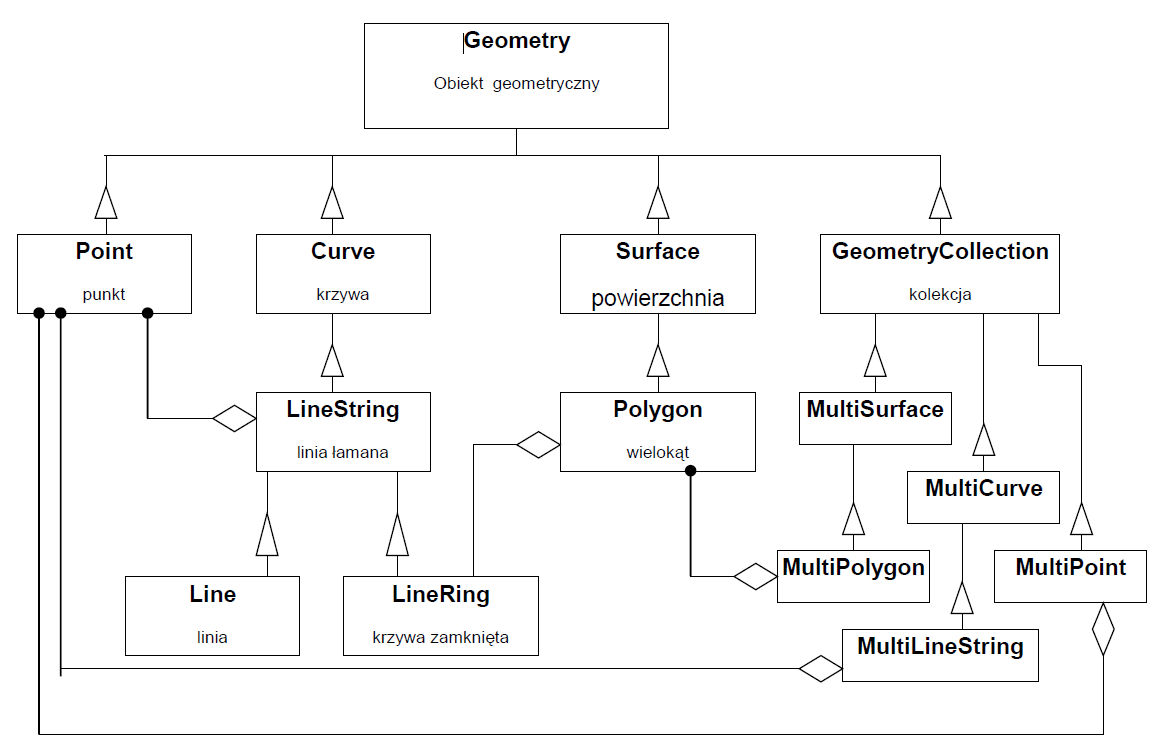 Geometry
Obiekt geometryczny
Point
punkt
Curve
krzywa
Surface
powierzchnia
GeometryCollection
kolekcja
LineString
linia łamana
Polygon
wielokąt
MultiSurface
MultiCurve
MultiPolygon
MultiPoint
Line
linia
LineRing
krzywa zamknięta
MultiLineString